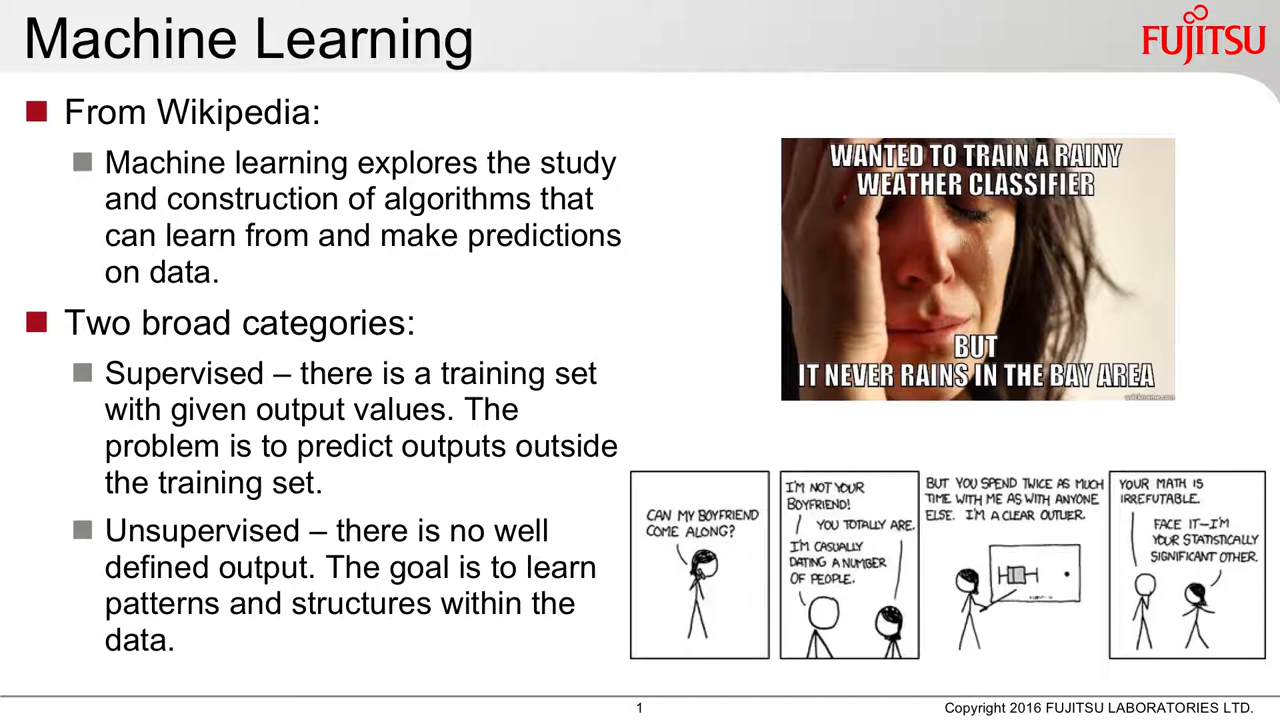 Machine Learning
FUJITSU
From Wikipedia:
Machine learning explores the study
and construction of algorithms that
can learn from and make predictions
on data.
Two broad categories:
Supervised – there is a training set
with given output values. The
problem is to predict outputs outside
the training set.
Unsupervised – there is no well
defined output. The goal is to learn
patterns and structures within the
data.
WANTED TO TRAIN A RAINY
WEATHER CLASSIFIER
BUT
IT NEVER RAINS IN THE BAY AREA
quickmeme.com
CAN MY BOYFRIEND
COME ALONG?
I'M NOT YOUR
BOYFRIEND!
YOU TOTALLY ARE.
I'M CASUALLY
DATING A NUMBER
OF PEOPLE.
BUT YOU SPEND TWICE AS MUCH
TIME WITH ME AS WITH ANYONE
ELSE. I'M A CLEAR OUTLIER.
YOUR MATH IS
IRREFUTABLE.
FACE IT—I'M
YOUR STATISTICALLY
SIGNIFICANT OTHER.
1
Copyright 2016 FUJITSU LABORATORIES LTD.